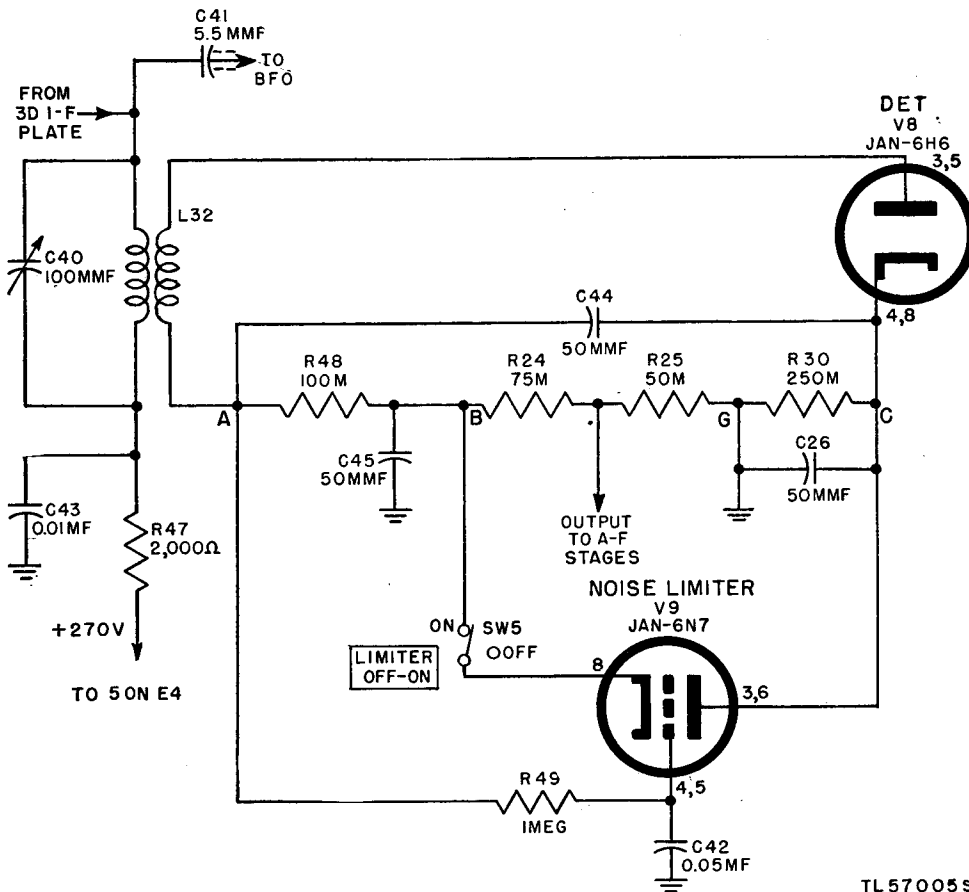 C41
5.5 MMF
TO
BFO
FROM
3D I-F
PLATE
DET
V8
JAN-6H6
3,5
L32
C40
100MMF
C44
50MMF
4,8
R48
100M
R24
75M
R25
50M
R30
250M
A
B
G
C
C45
50MMF
C26
50MMF
C43
0.01MF
R47
2,000Ω
OUTPUT
TO A-F
STAGES
+270V
TO 5 ON E4
NOISE LIMITER
V9
JAN-6N7
ON SW5
OFF
LIMITER
OFF-ON
8
3,6
4,5
R49
1MEG
C42
0.05MF
TL57005S